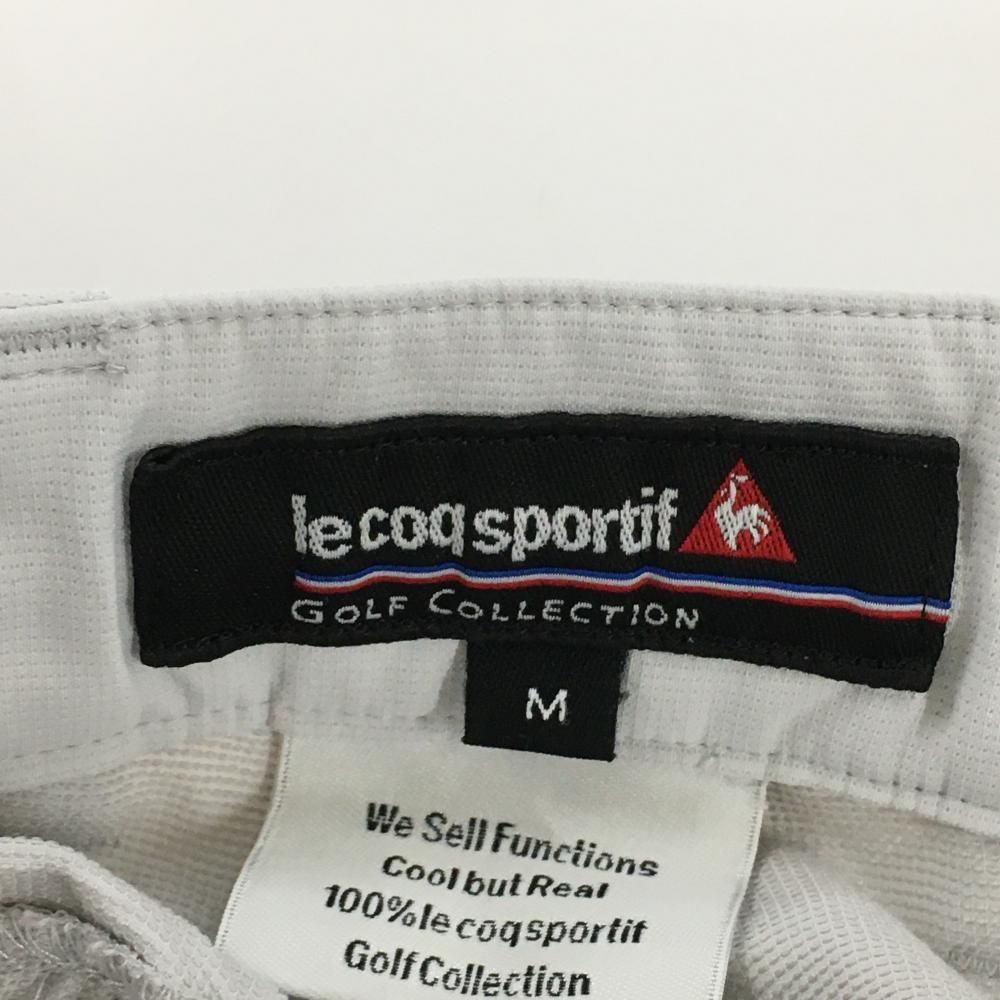 le coq sportif
GOLF COLLECTION
M
We Sell Functions
Cool but Real
100% le coq sportif
Golf Collection